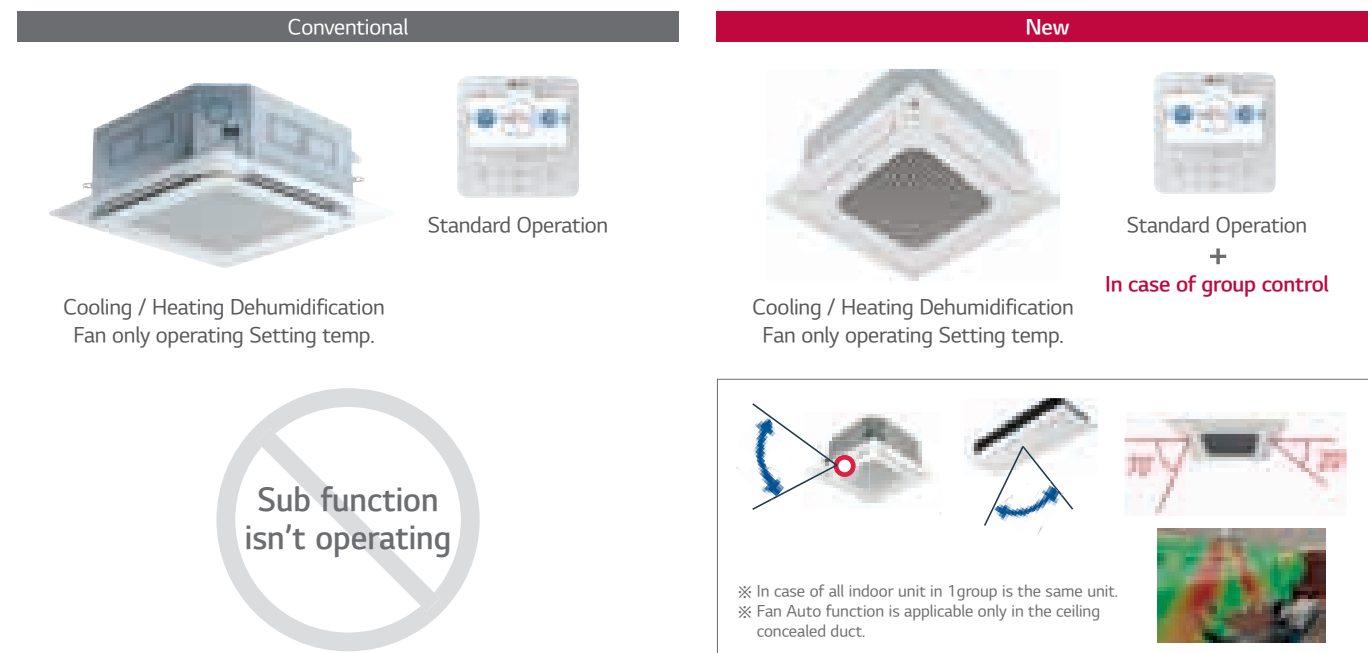 Conventional
Standard Operation
Cooling / Heating Dehumidification
Fan only operating Setting temp.
Sub function
isn't operating
New
Standard Operation
+
In case of group control
Cooling / Heating Dehumidification
Fan only operating Setting temp.
※ In case of all indoor unit in 1group is the same unit.
※ Fan Auto function is applicable only in the ceiling
concealed duct.